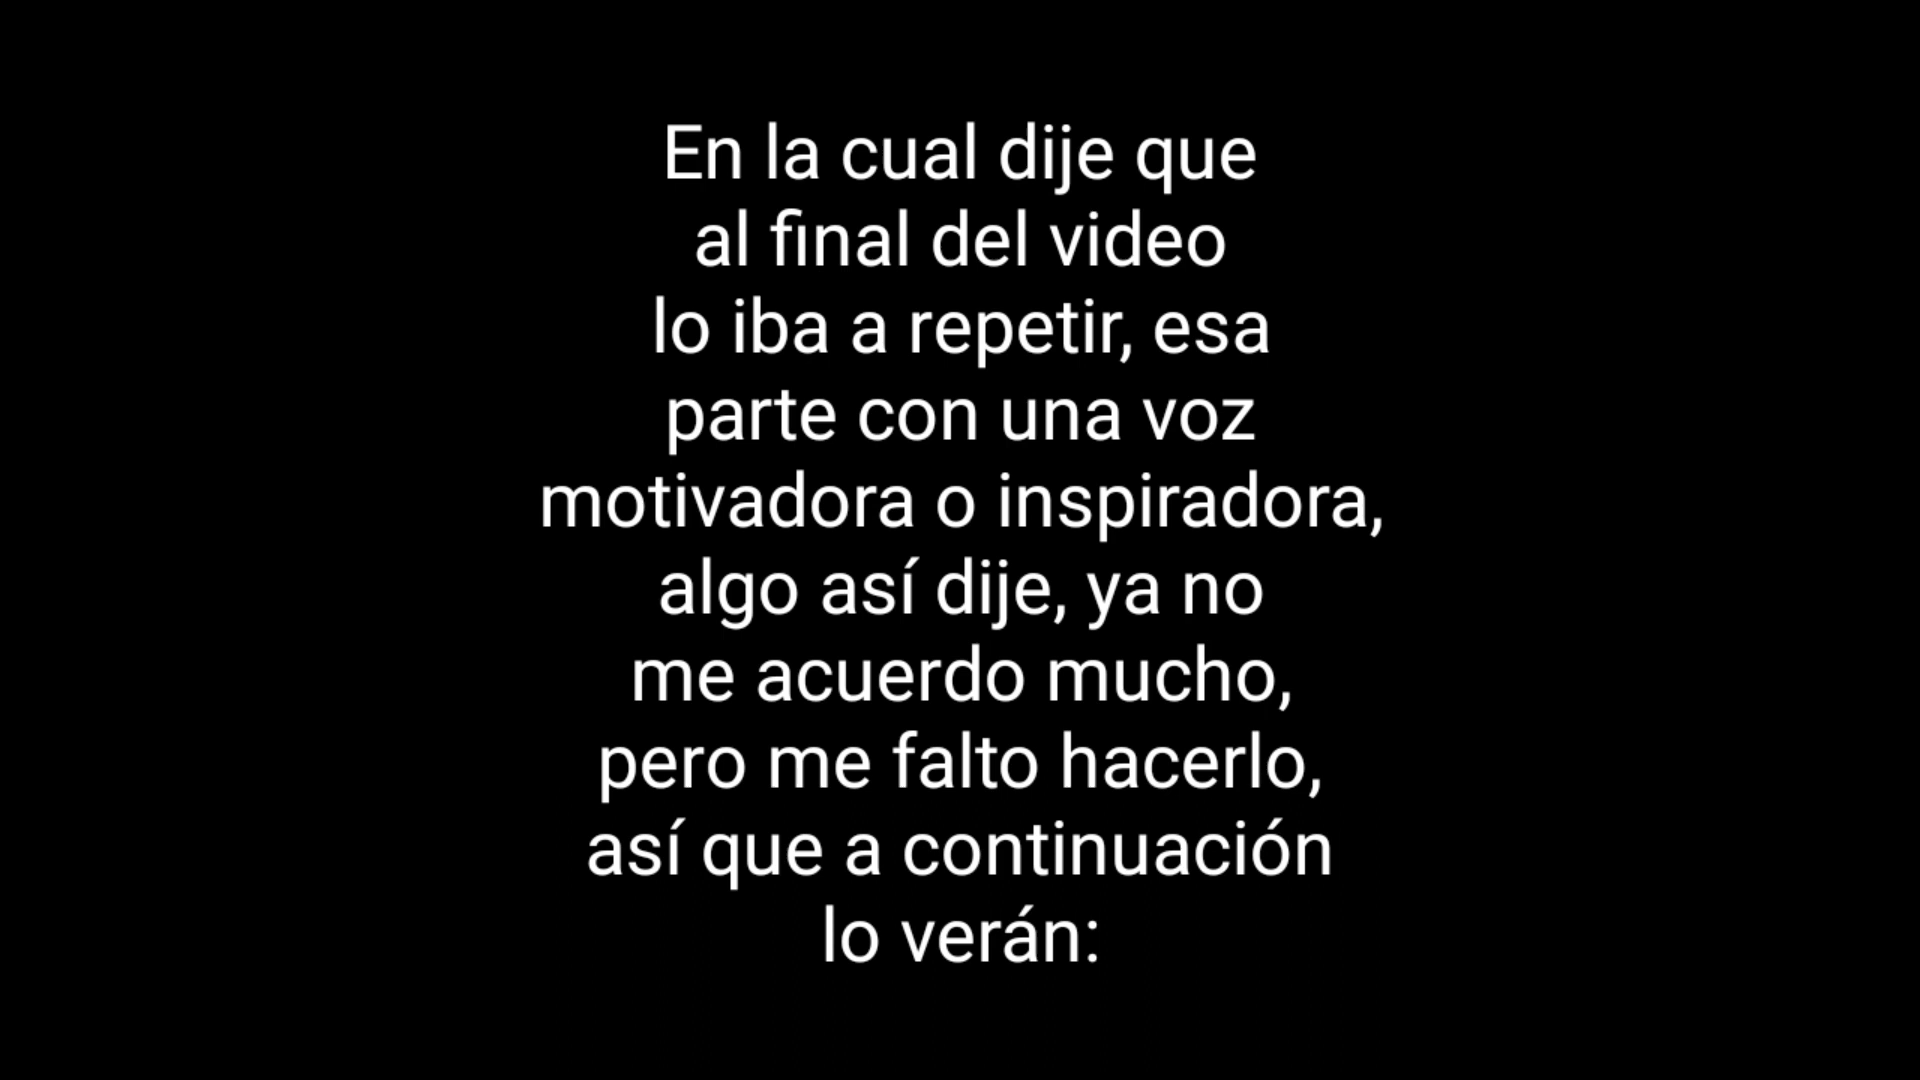 En la cual dije que
al final del video
lo iba a repetir, esa
parte con una voz
motivadora o inspiradora,
algo así dije, ya no
me acuerdo mucho,
pero me falto hacerlo,
así que a continuación
lo verán: